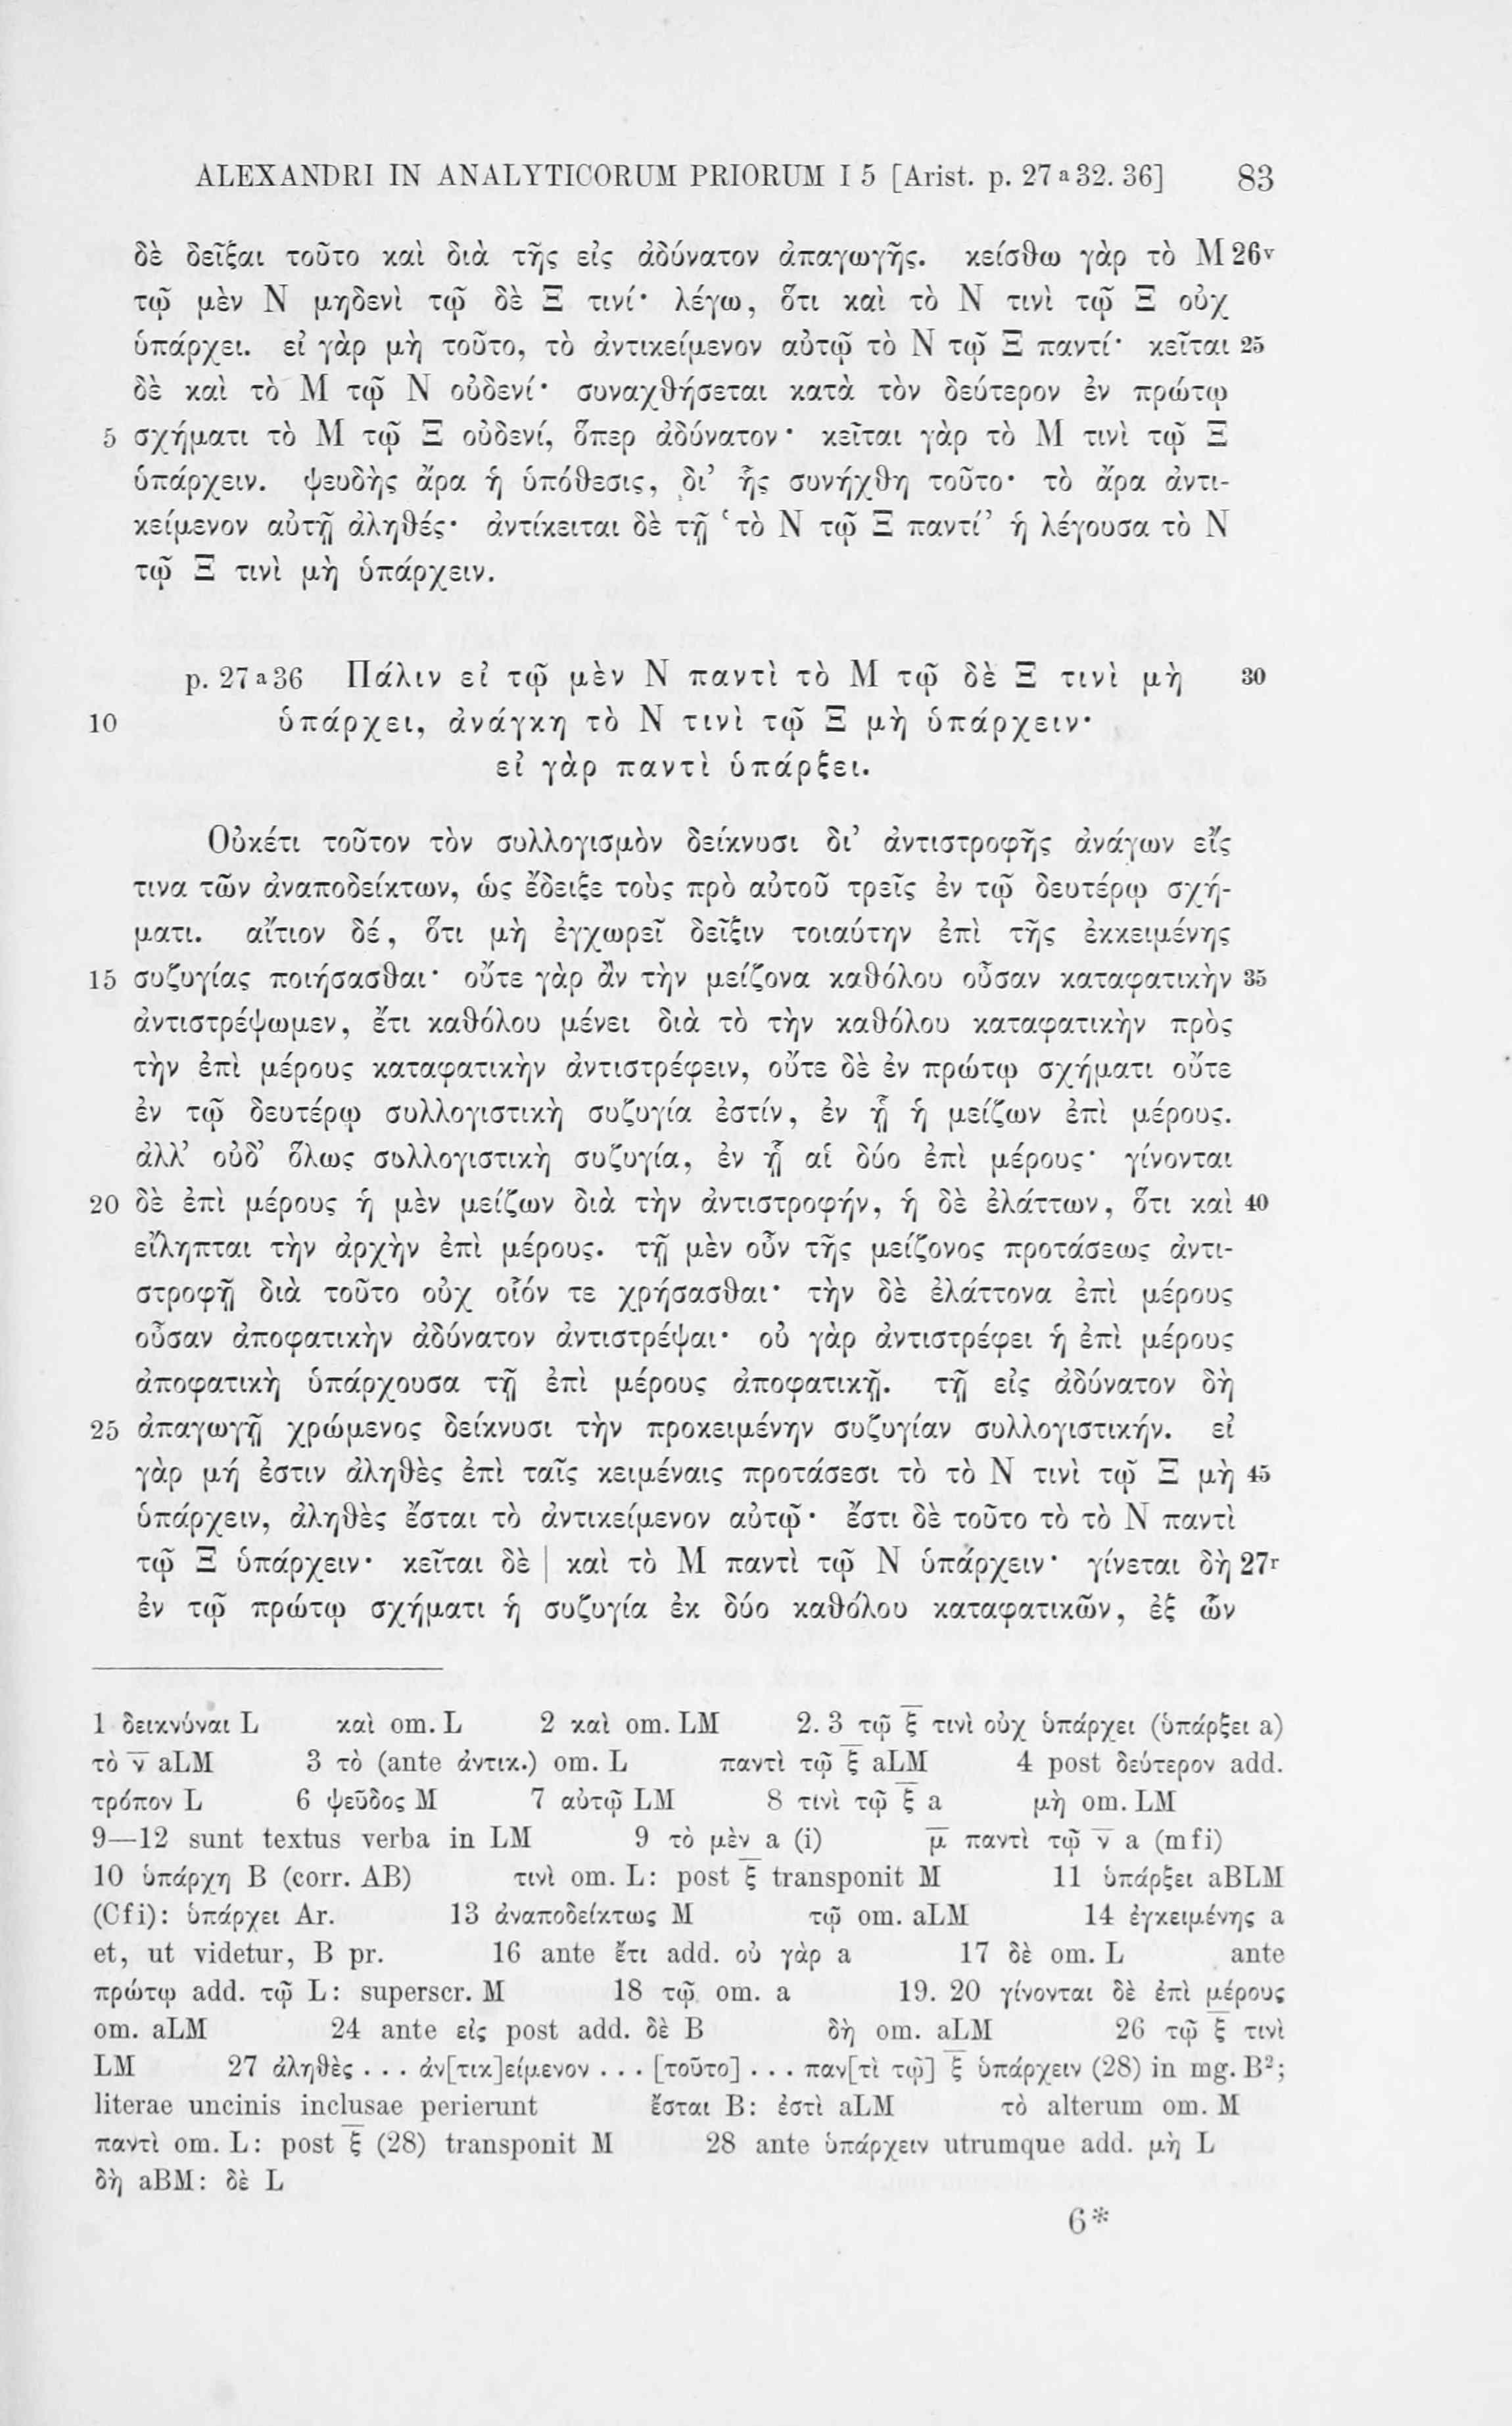 ALEXANDRI IN ANALYTICORUM PRIORUM I 5 [Arist. p. 27 a 32. 36] 83
δὲ δεῖξαι τοῦτο καὶ διὰ τῆς εἰς ἀδύνατον ἀπαγωγῆς. κείσθω γὰρ τὸ Μ 26v
τῷ μὲν Ν μηδενὶ τῷ δὲ Ξ τινί· λέγω, ὅτι καὶ τὸ Ν τινὶ τῷ Ξ οὐχ
ὑπάρχει. εἰ γὰρ μὴ τοῦτο, τὸ ἀντικείμενον αὐτῷ τὸ Ν τῷ Ξ παντί· κεῖται 25
δὲ καὶ τὸ Μ τῷ Ν οὐδενί· συναχθήσεται κατὰ τὸν δεύτερον ἐν πρώτῳ
5 σχήματι τὸ Μ τῷ Ξ οὐδενί, ὅπερ ἀδύνατον· κεῖται γὰρ τὸ Μ τινὶ τῷ Ξ
ὑπάρχειν. ψευδὴς ἄρα ἡ ὑπόθεσις, δι’ ἧς συνήχθη τοῦτο· τὸ ἄρα ἀντι-
κείμενον αὐτῇ ἀληθές· ἀντίκειται δὲ τῇ ‘τὸ Ν τῷ Ξ παντί’ ἡ λέγουσα τὸ Ν
τῷ Ξ τινὶ μὴ ὑπάρχειν.
p. 27 a 36 Πάλιν εἰ τῷ μὲν Ν παντὶ τὸ Μ τῷ δὲ Ξ τινὶ μὴ 30
10 ὑπάρχει, ἀνάγκη τὸ Ν τινὶ τῷ Ξ μὴ ὑπάρχειν·
εἰ γὰρ παντὶ ὑπάρξει.
Οὐκέτι τοῦτον τὸν συλλογισμὸν δείκνυσι δι’ ἀντιστροφῆς ἀνάγων εἴς
τινα τῶν ἀναποδείκτων, ὡς ἔδειξε τοὺς πρὸ αὐτοῦ τρεῖς ἐν τῷ δευτέρῳ σχή-
ματι. αἴτιον δέ, ὅτι μὴ ἐγχωρεῖ δεῖξιν τοιαύτην ἐπὶ τῆς ἐκκειμένης
15 συζυγίας ποιήσασθαι· οὔτε γὰρ ἂν τὴν μείζονα καθόλου οὖσαν καταφατικὴν 35
ἀντιστρέψωμεν, ἔτι καθόλου μένει διὰ τὸ τὴν καθόλου καταφατικὴν πρὸς
τὴν ἐπὶ μέρους καταφατικὴν ἀντιστρέφειν, οὔτε δὲ ἐν πρώτῳ σχήματι οὔτε
ἐν τῷ δευτέρῳ συλλογιστικὴ συζυγία ἐστίν, ἐν ᾗ ἡ μείζων ἐπὶ μέρους.
ἀλλ’ οὐδ’ ὅλως συλλογιστικὴ συζυγία, ἐν ᾗ αἱ δύο ἐπὶ μέρους· γίνονται
20 δὲ ἐπὶ μέρους ἡ μὲν μείζων διὰ τὴν ἀντιστροφήν, ἡ δὲ ἐλάττων, ὅτι καὶ 40
εἴληπται τὴν ἀρχὴν ἐπὶ μέρους. τῇ μὲν οὖν τῆς μείζονος προτάσεως ἀντι-
στροφῇ διὰ τοῦτο οὐχ οἷόν τε χρήσασθαι· τὴν δὲ ἐλάττονα ἐπὶ μέρους
οὖσαν ἀποφατικὴν ἀδύνατον ἀντιστρέψαι· οὐ γὰρ ἀντιστρέφει ἡ ἐπὶ μέρους
ἀποφατικὴ ὑπάρχουσα τῇ ἐπὶ μέρους ἀποφατικῇ. τῇ εἰς ἀδύνατον δὴ
25 ἀπαγωγῇ χρώμενος δείκνυσι τὴν προκειμένην συζυγίαν συλλογιστικήν. εἰ
γὰρ μή ἐστιν ἀληθὲς ἐπὶ ταῖς κειμέναις προτάσεσι τὸ τὸ Ν τινὶ τῷ Ξ μὴ 45
ὑπάρχειν, ἀληθὲς ἔσται τὸ ἀντικείμενον αὐτῷ· ἔστι δὲ τοῦτο τὸ τὸ Ν παντὶ
τῷ Ξ ὑπάρχειν· κεῖται δὲ | καὶ τὸ Μ παντὶ τῷ Ν ὑπάρχειν· γίνεται δὴ 27r
ἐν τῷ πρώτῳ σχήματι ἡ συζυγία ἐκ δύο καθόλου καταφατικῶν, ἐξ ὧν
1 δεικνύναι L καὶ om. L 2 καὶ om. LM 2. 3 τῷ ξ̅ τινὶ οὐχ ὑπάρχει (ὑπάρξει a)
τὸ ν̅ aLM 3 τὸ (ante ἀντικ.) om. L παντὶ τῷ ξ̅ aLM 4 post δεύτερον add.
τρόπον L 6 ψεῦδος M 7 αὐτῷ LM 8 τινὶ τῷ ξ̅ a μὴ om. LM
9—12 sunt textus verba in LM 9 τὸ μὲν a (i) μ̅ παντὶ τῷ ν̅ a (mfi)
10 ὑπάρχῃ B (corr. AB) τινὶ om. L: post ξ̅ transponit M 11 ὑπάρξει aBLM
(Cfi): ὑπάρχει Ar. 13 ἀναποδείκτως M τῷ om. aLM 14 ἐγκειμένης a
et, ut videtur, B pr. 16 ante ἔτι add. οὐ γὰρ a 17 δὲ om. L ante
πρώτῳ add. τῷ L: superscr. M 18 τῷ om. a 19. 20 γίνονται δὲ ἐπὶ μέρους
om. aLM 24 ante εἰς post add. δὲ B δὴ om. aLM 26 τῷ ξ̅ τινὶ
LM 27 ἀληθὲς . . . ἀν[τικ]είμενον . . . [τοῦτο] . . . παν[τὶ τῷ] ξ̅ ὑπάρχειν (28) in mg. B²;
literae uncinis inclusae perierunt ἔσται B: ἐστὶ aLM τὸ alterum om. M
παντὶ om. L: post ξ̅ (28) transponit M 28 ante ὑπάρχειν utrumque add. μὴ L
δὴ aBM: δὲ L
6*